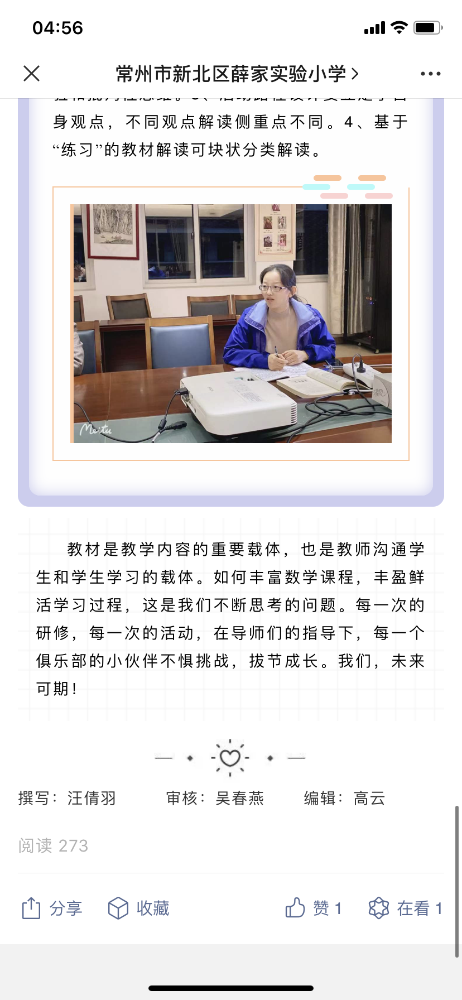 04:56
常州市新北区薛家实验小学
身观点，不同观点解读侧重点不同。4、基于
“练习”的教材解读可块状分类解读。
Meitu
教材是教学内容的重要载体，也是教师沟通学
生和学生学习的载体。如何丰富数学课程，丰盈鲜
活学习过程，这是我们不断思考的问题。每一次的
研修，每一次的活动，在导师们的指导下，每一个
俱乐部的小伙伴不惧挑战，拔节成长。我们，未来
可期！
撰写：汪倩羽 审核：吴春燕 编辑：高云
阅读 273
分享 收藏 赞 1 在看 1